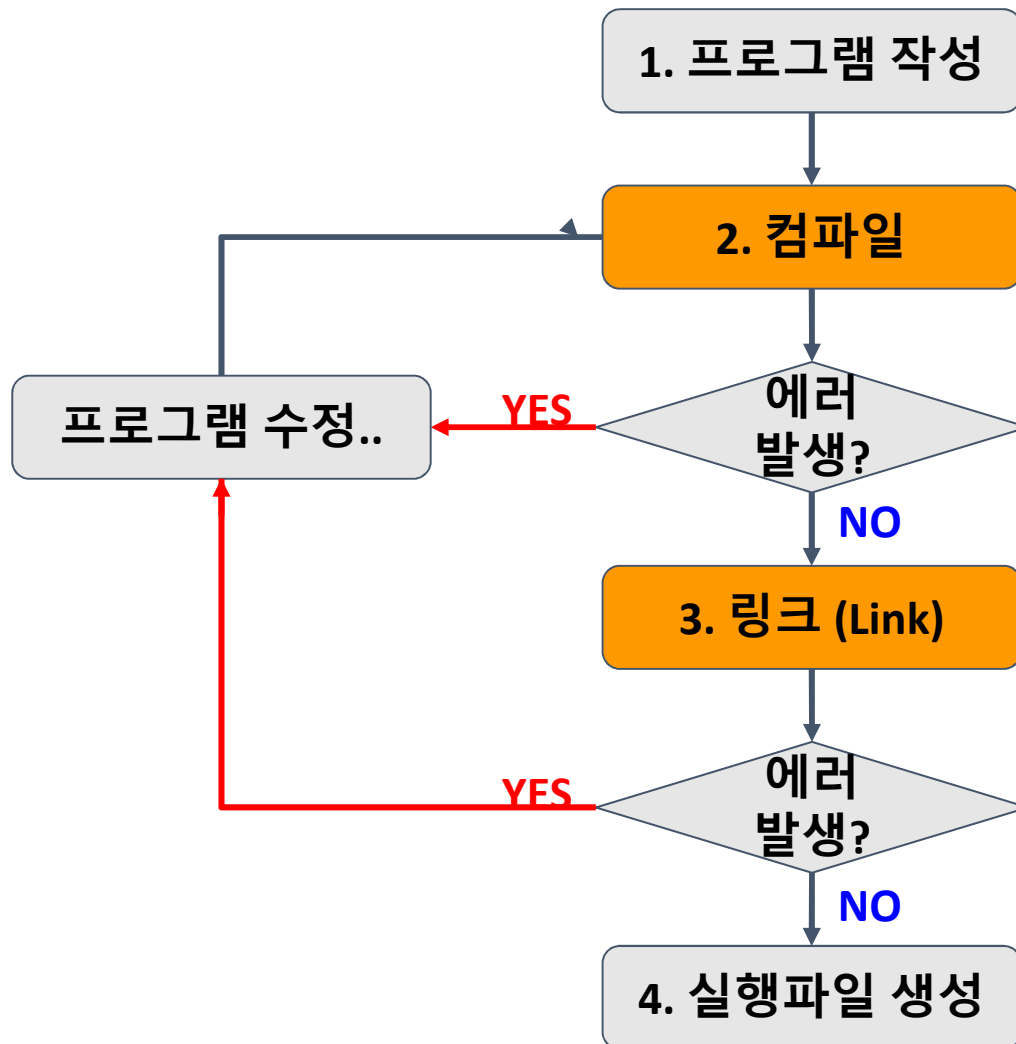 1. 프로그램 작성
2. 컴파일
에러
발생?
YES
프로그램 수정..
NO
3. 링크 (Link)
에러
발생?
YES
NO
4. 실행파일 생성